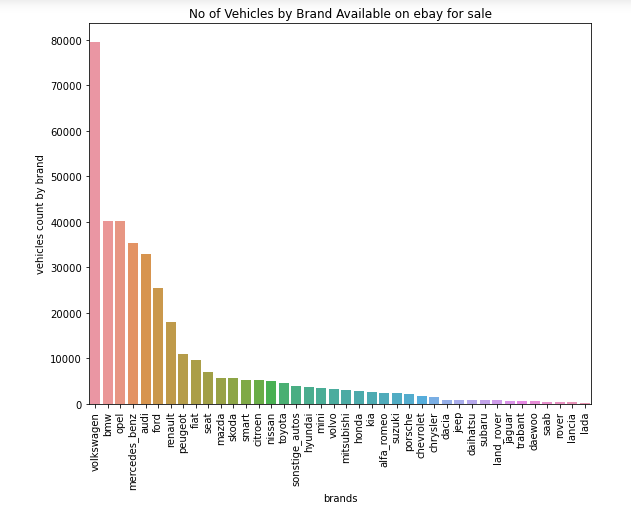 No of Vehicles by Brand Available on ebay for sale
vehicles count by brand
80000
70000
60000
50000
40000
30000
20000
10000
0
volkswagen
bmw
opel
mercedes_benz
audi
ford
renault
peugeot
fiat
seat
mazda
skoda
smart
citroen
nissan
toyota
sonstige_autos
hyundai
mini
volvo
mitsubishi
honda
kia
alfa_romeo
suzuki
porsche
chevrolet
chrysler
dacia
jeep
daihatsu
subaru
land_rover
jaguar
trabant
daewoo
saab
rover
lancia
lada
brands